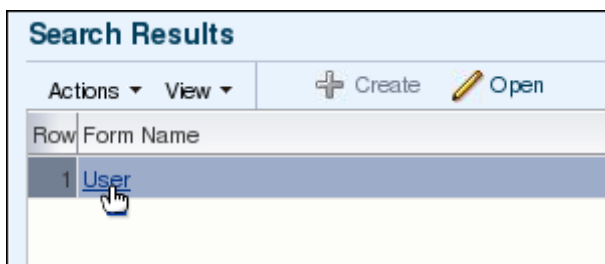 Search Results
Actions View Create Open
Row Form Name
1 User